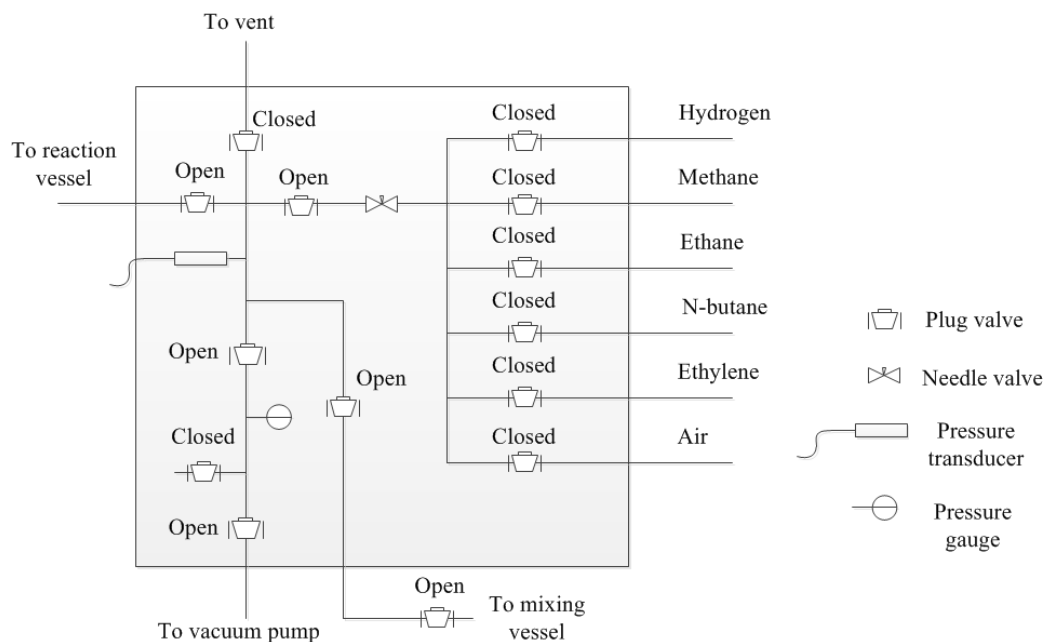 To vent
Closed
Closed
Hydrogen
To reaction
vessel
Open
Open
Closed
Methane
Closed
Ethane
Closed
N-butane
Plug valve
Open
Open
Closed
Ethylene
Needle valve
Closed
Closed
Air
Pressure
transducer
Open
Pressure
gauge
Open
To mixing
vessel
To vacuum pump